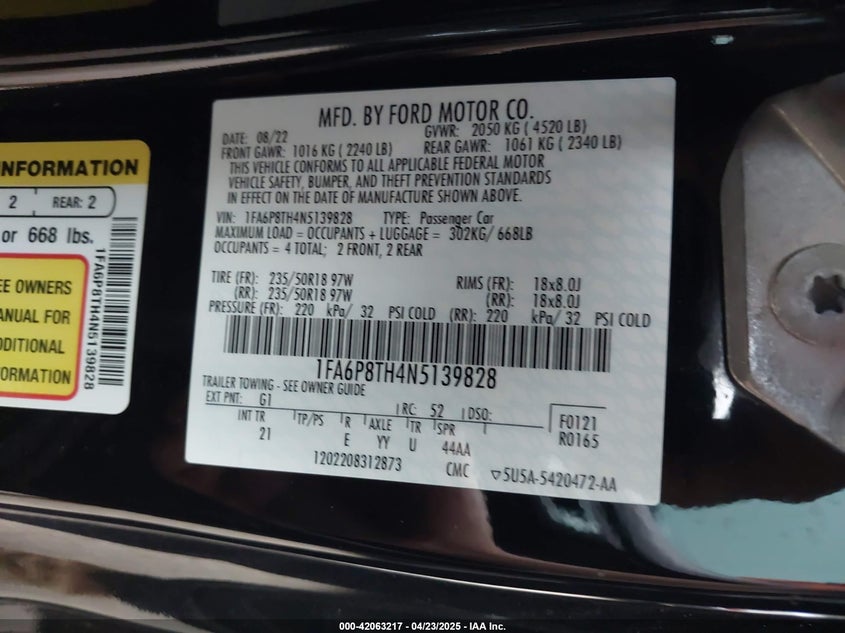 INFORMATION
2 REAR: 2
or 668 lbs.
EE OWNERS
ANUAL FOR
DDITIONAL
FORMATION
1FA6P8TH4N5139828
MFD. BY FORD MOTOR CO.
DATE: 08/22 GVWR: 2050 KG ( 4520 LB)
FRONT GAWR: 1016 KG ( 2240 LB) REAR GAWR: 1061 KG ( 2340 LB)
THIS VEHICLE CONFORMS TO ALL APPLICABLE FEDERAL MOTOR
VEHICLE SAFETY, BUMPER, AND THEFT PREVENTION STANDARDS
IN EFFECT ON THE DATE OF MANUFACTURE SHOWN ABOVE.
VIN: 1FA6P8TH4N5139828 TYPE: Passenger Car
MAXIMUM LOAD = OCCUPANTS + LUGGAGE = 302KG/ 668LB
OCCUPANTS = 4 TOTAL; 2 FRONT, 2 REAR
TIRE (FR): 235/50R18 97W RIMS (FR): 18x8.0J
(RR): 235/50R18 97W (RR): 18x8.0J
PRESSURE (FR): 220 kPa/ 32 PSI COLD (RR): 220 kPa/ 32 PSI COLD
1FA6P8TH4N5139828
TRAILER TOWING - SEE OWNER GUIDE
EXT PNT: G1 RC: 52 DSO: F0121
INT TR TP/PS R AXLE TR SPR R0165
21 E YY U 44AA
1202208312873 CMC ▽5U5A-5420472-AA
000-42063217 - 04/23/2025 - IAA Inc.